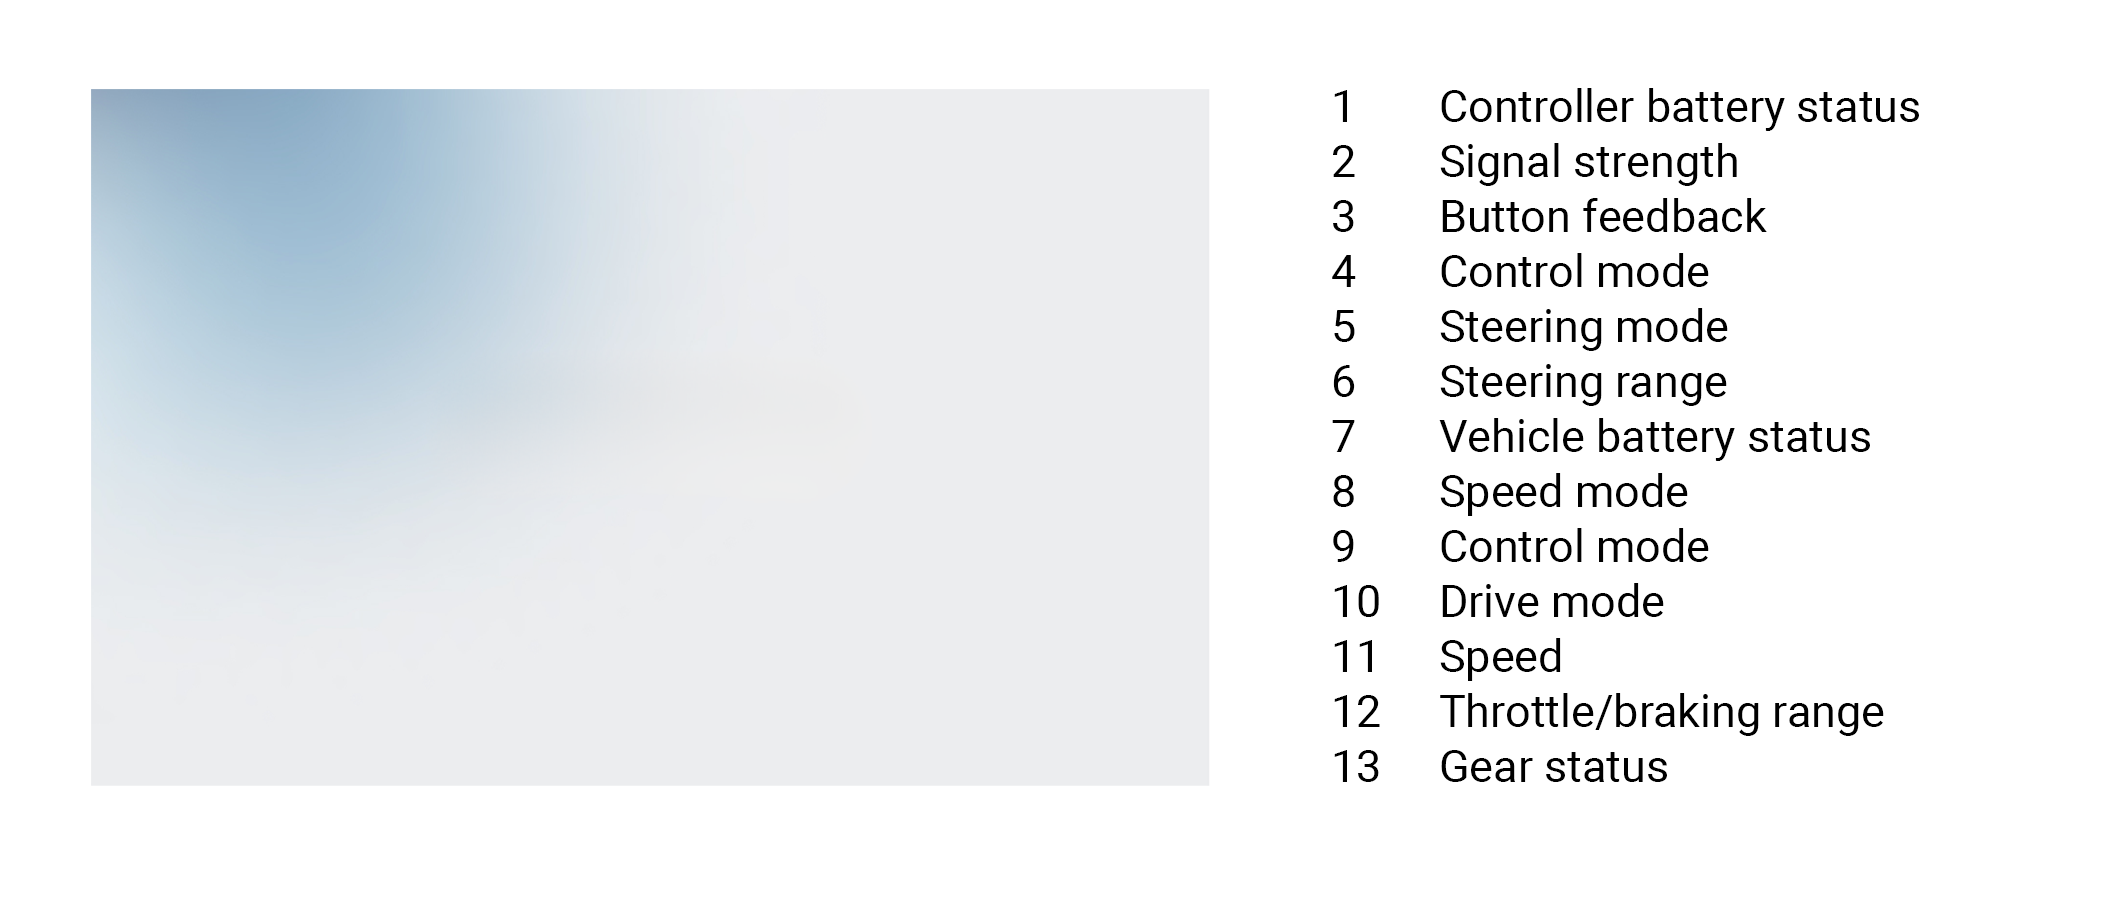 1 Controller battery status
2 Signal strength
3 Button feedback
4 Control mode
5 Steering mode
6 Steering range
7 Vehicle battery status
8 Speed mode
9 Control mode
10 Drive mode
11 Speed
12 Throttle/braking range
13 Gear status